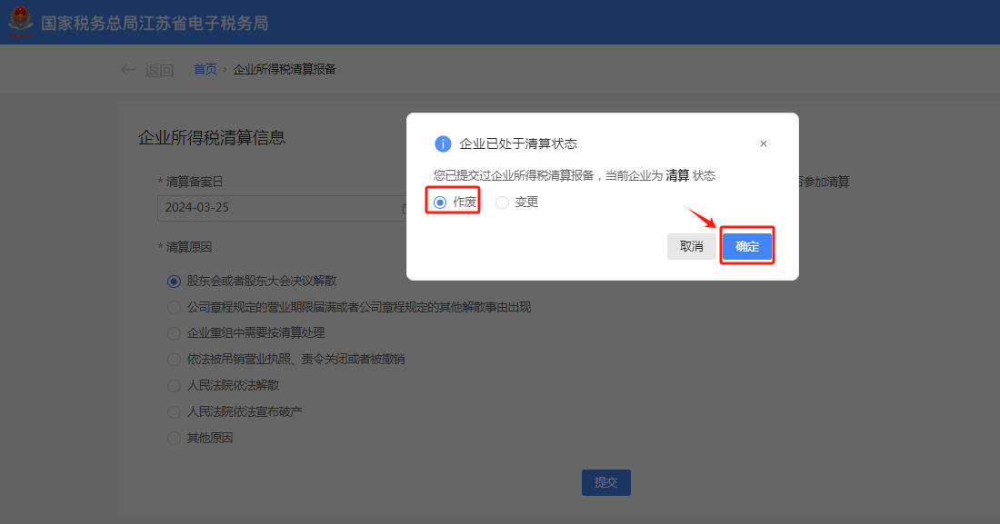 国家税务总局江苏省电子税务局
返回 首页 › 企业所得税清算报备
企业所得税清算信息
* 清算备案日
2024-03-25
参加清算
* 清算原因
股东会或者股东大会决议解散
公司章程规定的营业期限届满或者公司章程规定的其他解散事由出现
企业重组中需要按清算处理
依法被吊销营业执照、责令关闭或者被撤销
人民法院依法解散
人民法院依法宣布破产
其他原因
提交
企业已处于清算状态
您已提交过企业所得税清算报备，当前企业为 清算 状态
作废 变更
取消 确定